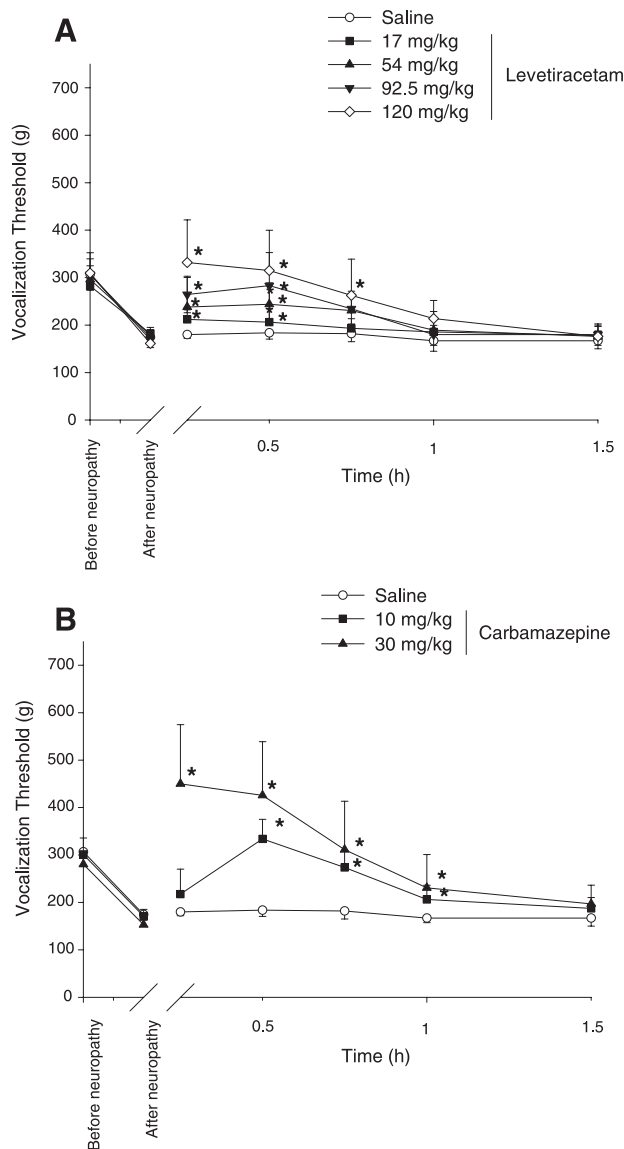 A
Saline
17 mg/kg
54 mg/kg
92.5 mg/kg
120 mg/kg
Levetiracetam
Vocalization Threshold (g)
700
600
500
400
300
200
100
0
* * * * * * * * *
Before neuropathy
After neuropathy
0.5
1
1.5
Time (h)
B
Saline
10 mg/kg
30 mg/kg
Carbamazepine
Vocalization Threshold (g)
700
600
500
400
300
200
100
0
* * * * * * *
Before neuropathy
After neuropathy
0.5
1
1.5
Time (h)